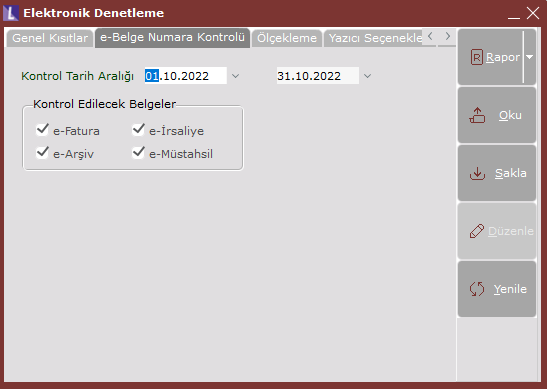 Elektronik Denetleme
Genel Kısıtlar e-Belge Numara Kontrolü Ölçekleme Yazıcı Seçenekle
Kontrol Tarih Aralığı 01.10.2022 31.10.2022
Kontrol Edilecek Belgeler
e-Fatura e-İrsaliye
e-Arşiv e-Müstahsil
Rapor
Oku
Sakla
Düzenle
Yenile